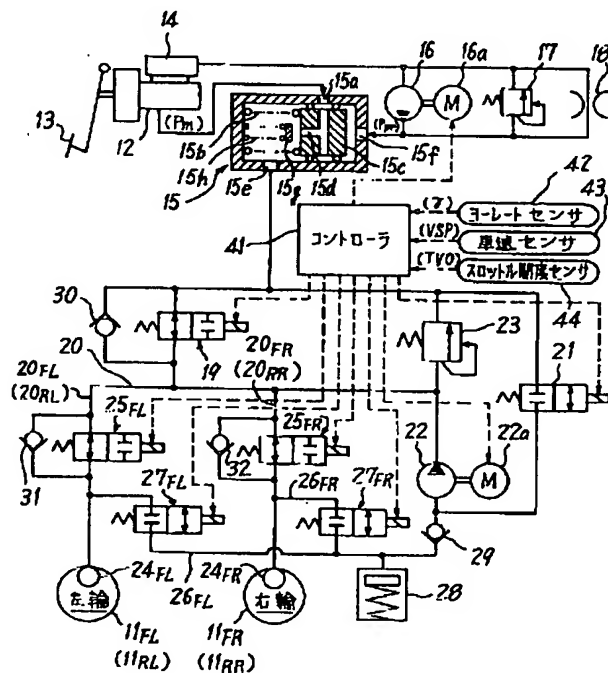 14
16
16a
17
18
15a
(Pm)
(Pm)
M
13
12
15b
15f
15h
15g
15d
15c
15
15e
42
(γ)
ヨーレートセンサ
43
41
コントローラ
(VSP)
車速センサ
(TVO)
スロットル開度センサ
44
30
23
19
20FR
(20RR)
21
20
20FL
(20RL)
25FL
25FR
22
22a
M
31
32
27FL
26FR
27FR
29
24FL
24FR
26FL
28
左輪
右輪
11FL
(11RL)
11FR
(11RR)